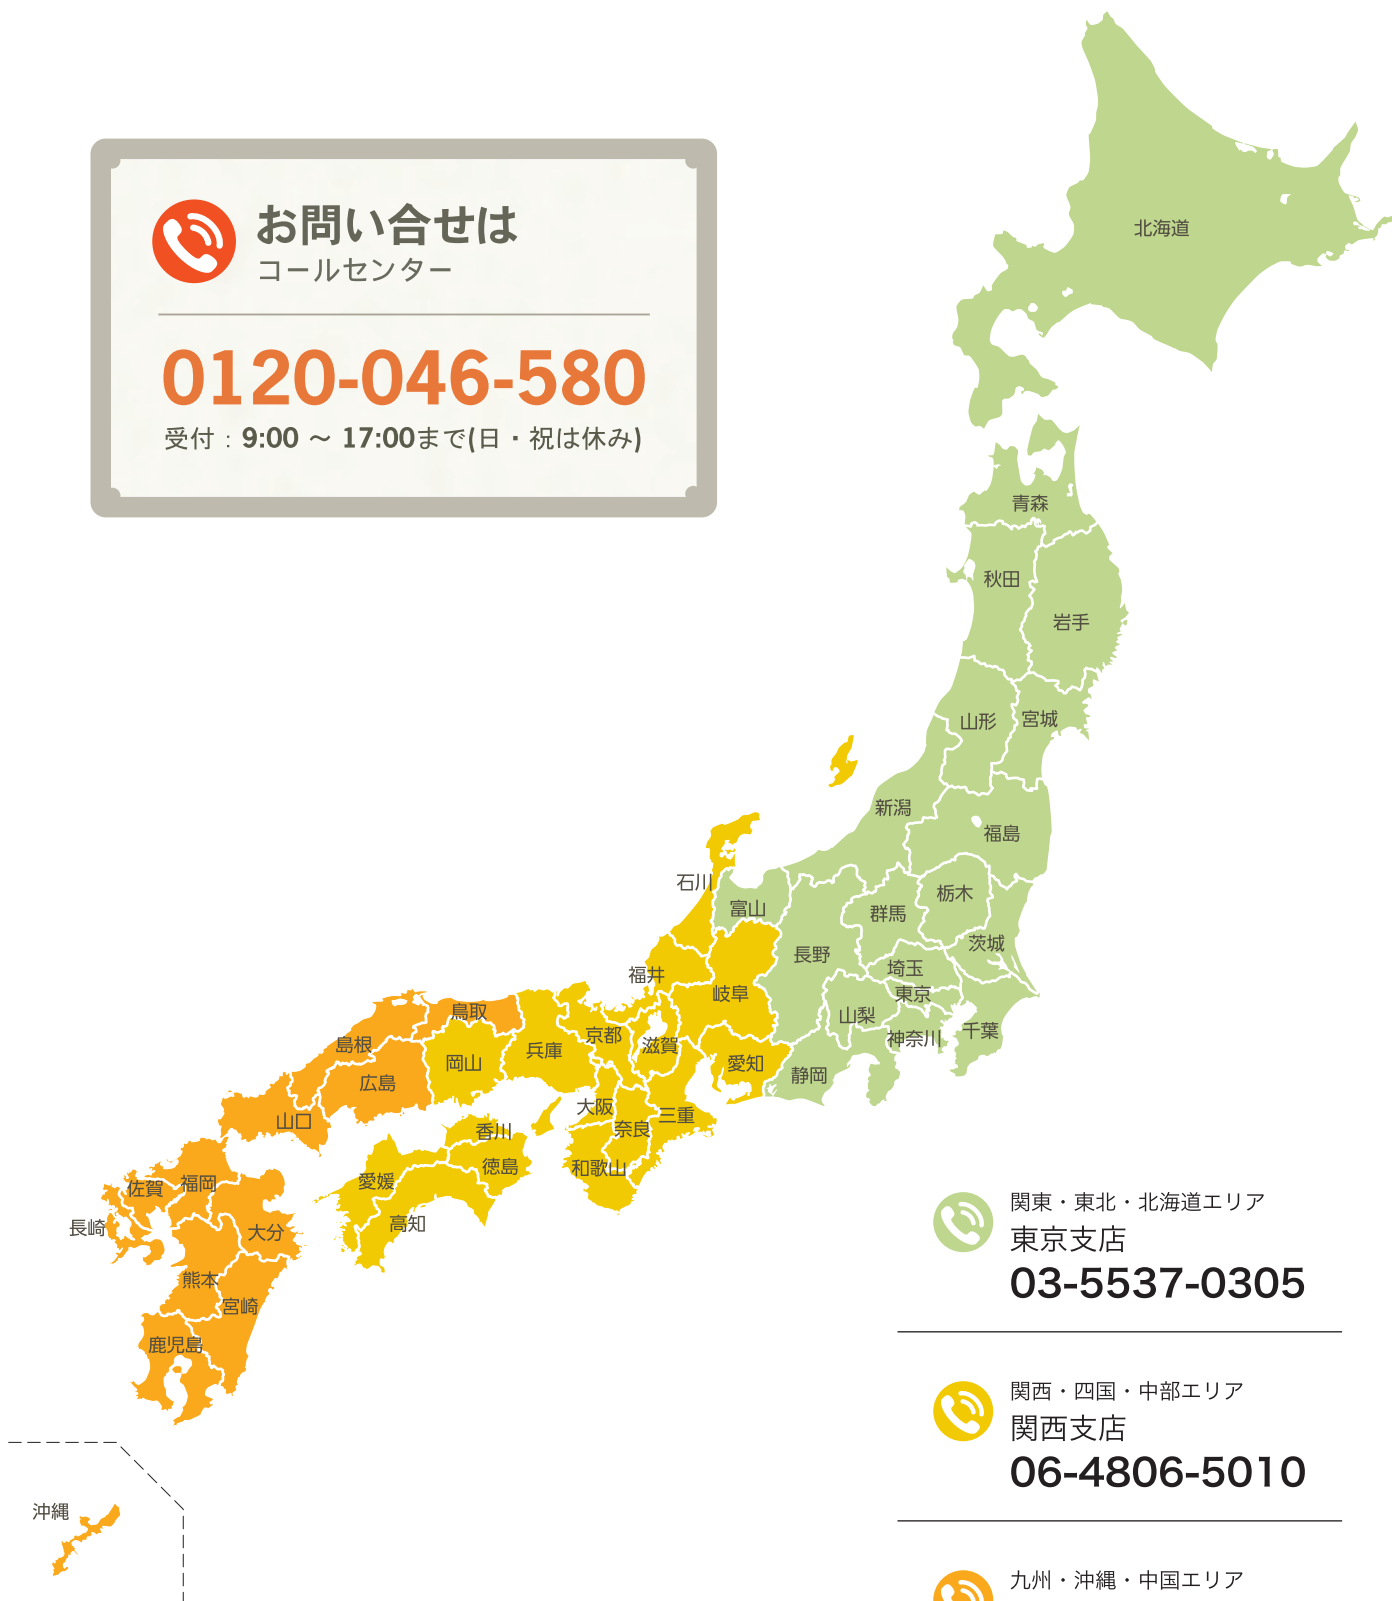 お問い合せは
コールセンター
0120-046-580
受付：9:00 ～ 17:00まで(日・祝は休み)
北海道
青森
秋田
岩手
山形
宮城
新潟
福島
石川
富山
栃木
群馬
茨城
長野
埼玉
福井
岐阜
東京
山梨
千葉
神奈川
鳥取
島根
京都
滋賀
兵庫
岡山
愛知
静岡
広島
大阪
三重
山口
奈良
香川
和歌山
徳島
愛媛
福岡
佐賀
高知
長崎
大分
熊本
宮崎
鹿児島
沖縄
関東・東北・北海道エリア
東京支店
03-5537-0305
関西・四国・中部エリア
関西支店
06-4806-5010
九州・沖縄・中国エリア